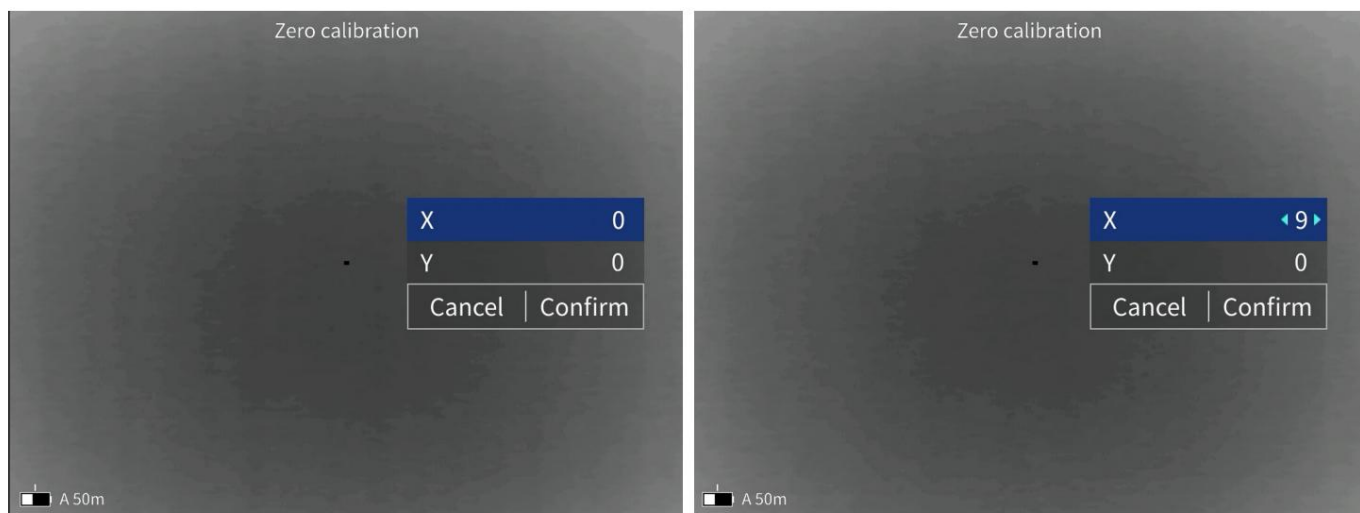 Zero calibration
X 0
Y 0
Cancel Confirm
A 50m
Zero calibration
X 9
Y 0
Cancel Confirm
A 50m